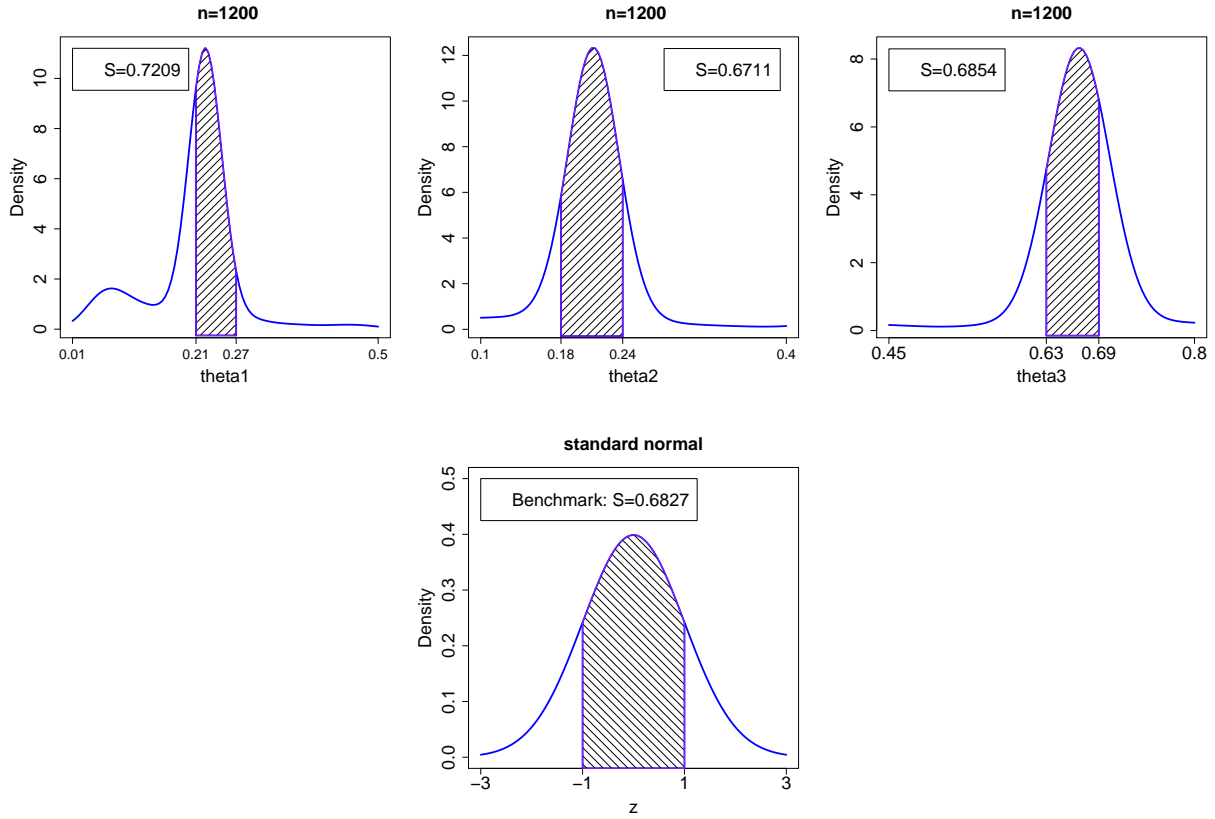 n=1200
S=0.7209
Density
0 2 4 6 8 10
0.01 0.21 0.27 0.5
theta1
n=1200
S=0.6711
Density
0 2 4 6 8 10 12
0.1 0.18 0.24 0.4
theta2
n=1200
S=0.6854
Density
0 2 4 6 8
0.45 0.63 0.69 0.8
theta3
standard normal
Benchmark: S=0.6827
Density
0.0 0.1 0.2 0.3 0.4 0.5
−3 −1 1 3
z